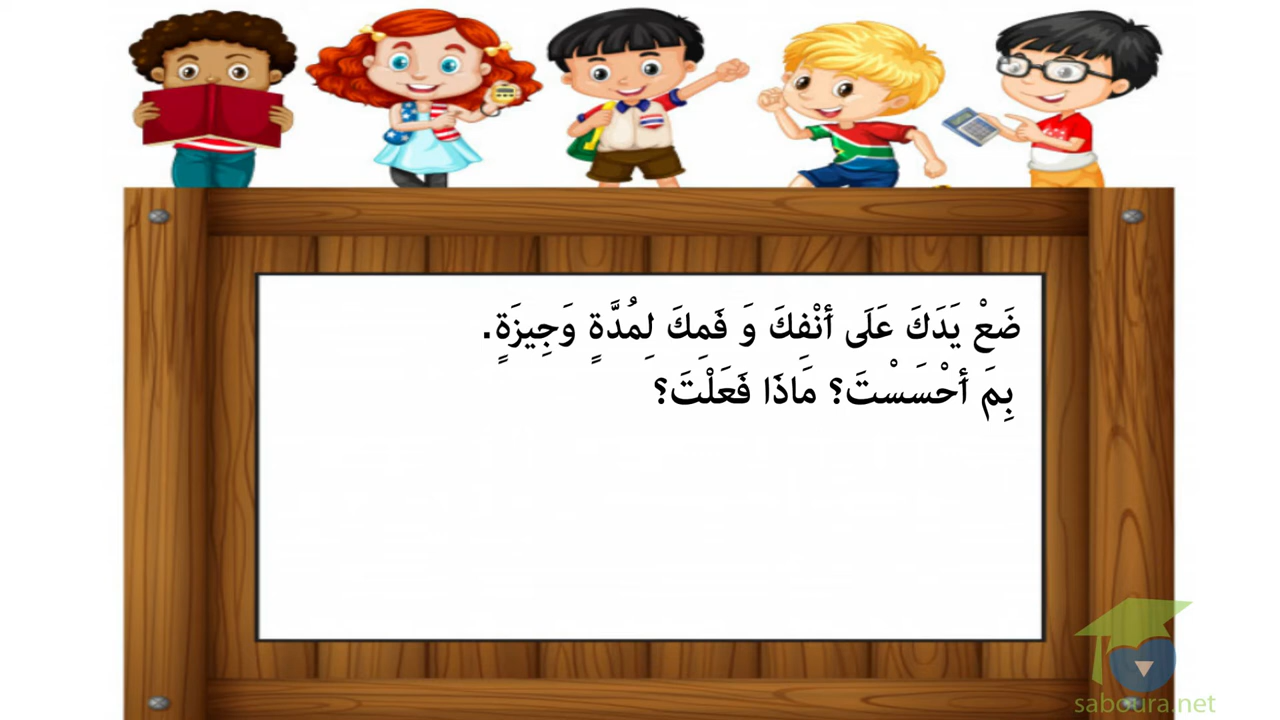 ضَعْ يَدَكَ عَلَى أَنْفِكَ وَ فَمِكَ لِمُدَّةٍ وَجِيزَةٍ.
بِمَ أَحْسَسْتَ؟ مَاذَا فَعَلْتَ؟
saboura.net